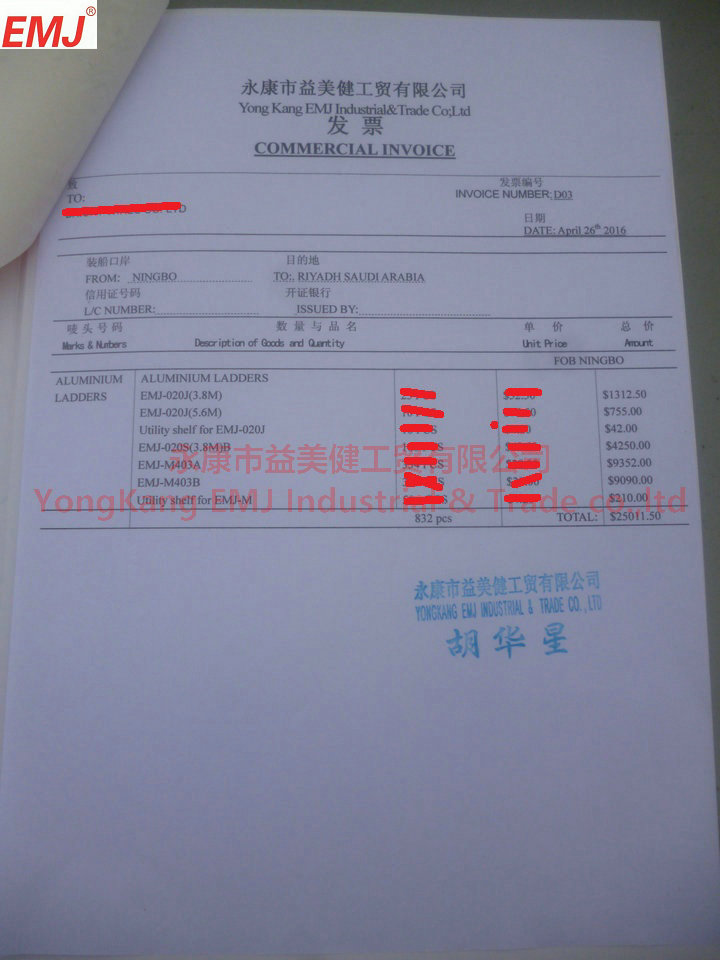 EMJ®
永康市益美健工贸有限公司
Yong Kang EMJ Industrial&Trade Co;Ltd
发 票
COMMERCIAL INVOICE
致
TO:
LTD
发票编号
INVOICE NUMBER: D03
日期
DATE: April 26th 2016
装船口岸 目的地
FROM: NINGBO TO:. RIYADH SAUDI ARABIA
信用证号码 开证银行
L/C NUMBER: ISSUED BY:
唛头号码 数量与品名 单 价 总 价
Marks & Numbers Description of Goods and Quantity Unit Price Amount
FOB NINGBO
ALUMINIUM LADDERS
ALUMINIUM LADDERS
EMJ-020J(3.8M) $1312.50
EMJ-020J(5.6M) $755.00
Utility shelf for EMJ-020J $42.00
EMJ-020S(3.8M)B $4250.00
EMJ-M403A $9352.00
EMJ-M403B $9090.00
Utility shelf for EMJ-M $210.00
832 pcs TOTAL: $25011.50
永康市益美健工贸有限公司
YongKang EMJ Industrial & Trade co.,ltd
永康市益美健工贸有限公司
YONGKANG EMJ INDUSTRIAL & TRADE CO.,LTD
胡华星